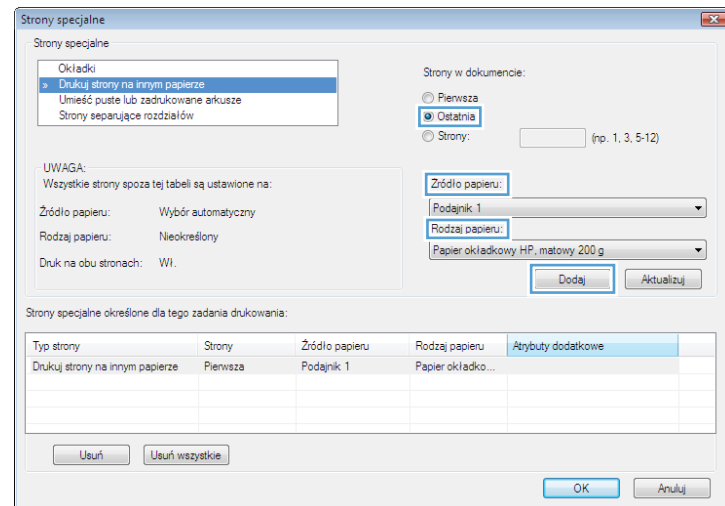 Strony specjalne
Strony specjalne
Okładki
» Drukuj strony na innym papierze
Umieść puste lub zadrukowane arkusze
Strony separujące rozdziałów
Strony w dokumencie:
Pierwsza
Ostatnia
Strony: (np. 1, 3, 5-12)
UWAGA:
Wszystkie strony spoza tej tabeli są ustawione na:
Źródło papieru: Wybór automatyczny
Rodzaj papieru: Nieokreślony
Druk na obu stronach: Wł.
Źródło papieru:
Podajnik 1
Rodzaj papieru:
Papier okładkowy HP, matowy 200 g
Dodaj Aktualizuj
Strony specjalne określone dla tego zadania drukowania:
Typ strony Strony Źródło papieru Rodzaj papieru Atrybuty dodatkowe
Drukuj strony na innym papierze Pierwsza Podajnik 1 Papier okładko...
Usuń Usuń wszystkie
OK Anuluj